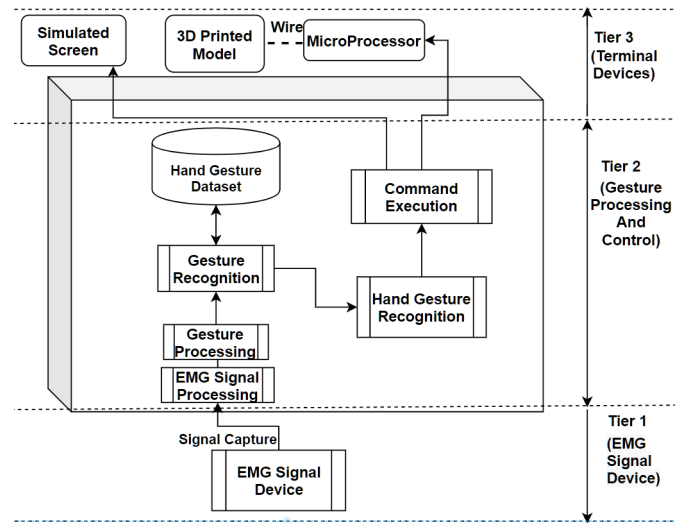 Simulated
Screen
3D Printed
Model
Wire
MicroProcessor
Tier 3
(Terminal
Devices)
Hand Gesture
Dataset
Command
Execution
Tier 2
(Gesture
Processing
And
Control)
Gesture
Recognition
Hand Gesture
Recognition
Gesture
Processing
EMG Signal
Processing
Signal Capture
EMG Signal
Device
Tier 1
(EMG
Signal
Device)